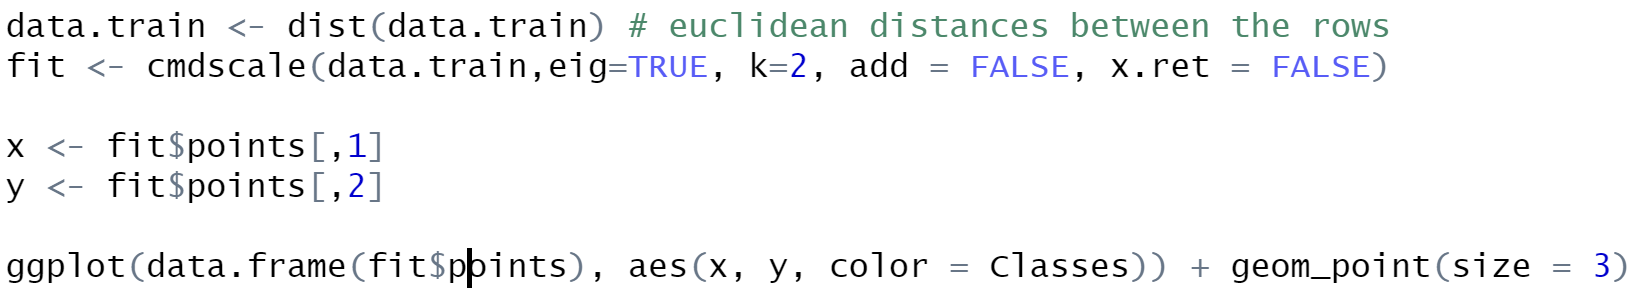 data.train <- dist(data.train) # euclidean distances between the rows
fit <- cmdscale(data.train,eig=TRUE, k=2, add = FALSE, x.ret = FALSE)
x <- fit$points[,1]
y <- fit$points[,2]
ggplot(data.frame(fit$points), aes(x, y, color = Classes)) + geom_point(size = 3)